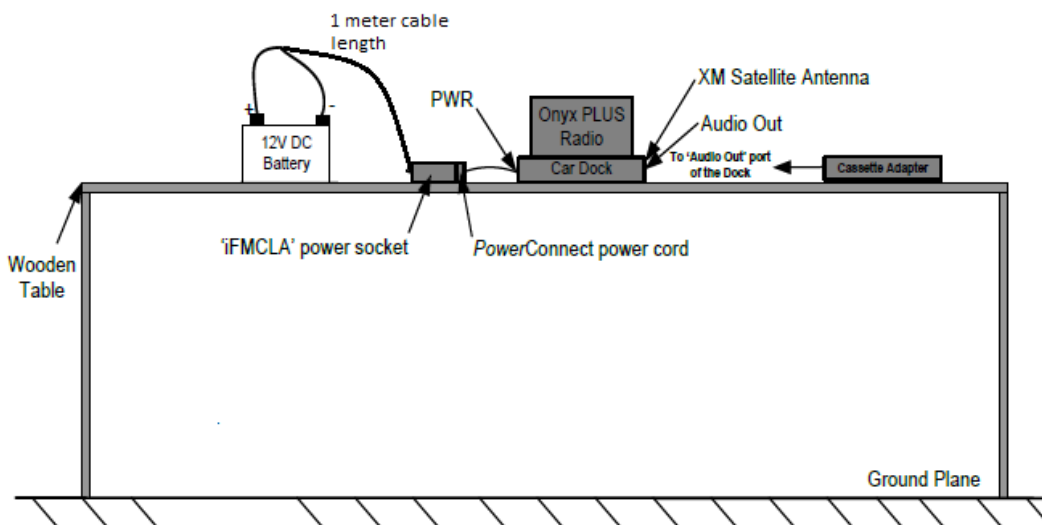 1 meter cable
length
PWR
XM Satellite Antenna
Onyx PLUS
Radio
Audio Out
+
-
12V DC
Battery
Car Dock
To 'Audio Out' port
of the Dock
Cassette Adapter
'iFMCLA' power socket
PowerConnect power cord
Wooden
Table
Ground Plane